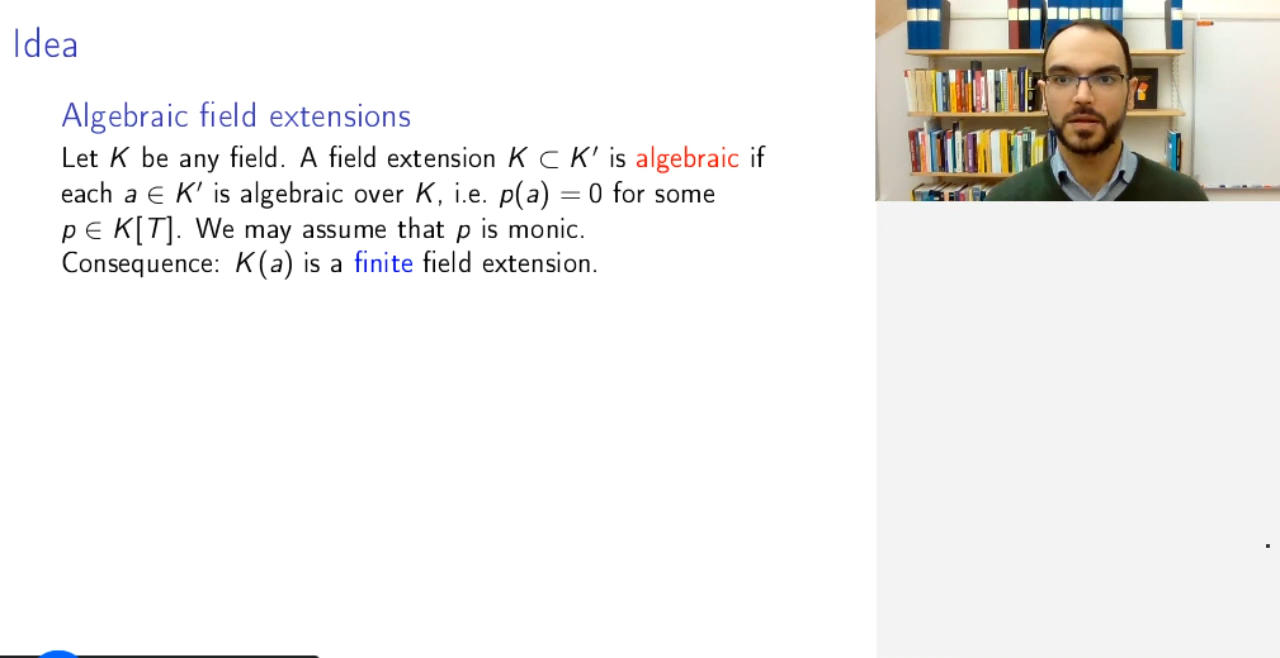 Idea
Algebraic field extensions
Let K be any field. A field extension K ⊂ K′ is algebraic if
each a ∈ K′ is algebraic over K, i.e. p(a) = 0 for some
p ∈ K[T]. We may assume that p is monic.
Consequence: K(a) is a finite field extension.